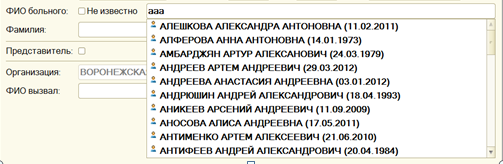 ФИО больного: Не известно ааа
АЛЕШКОВА АЛЕКСАНДРА АНТОНОВНА (11.02.2011)
Фамилия: АЛФЕРОВА АННА АНТОНОВНА (14.01.1973)
АМБАРДЖЯН АРТУР АЛЕКСАНОВИЧ (24.03.1979)
Представитель: АНДРЕЕВ АРТЕМ АНДРЕЕВИЧ (29.03.2012)
Организация: ВОРОНЕЖСКА АНДРЕЕВА АНАСТАСИЯ АНДРЕЕВНА (03.01.2012)
АНДРЮШИН АНДРЕЙ АЛЕКСАНДРОВИЧ (18.04.1993)
ФИО вызвал: АНИКЕЕВ АРСЕНИЙ АНДРЕЕВИЧ (11.09.2009)
АНОСОВА АЛИСА АНДРЕЕВНА (17.05.2011)
АНТИМЕНКО АРТЕМ АЛЕКСЕЕВИЧ (21.06.2010)
АНТИФЕЕВ АНДРЕЙ АЛЕКСАНДРОВИЧ (20.04.1984)